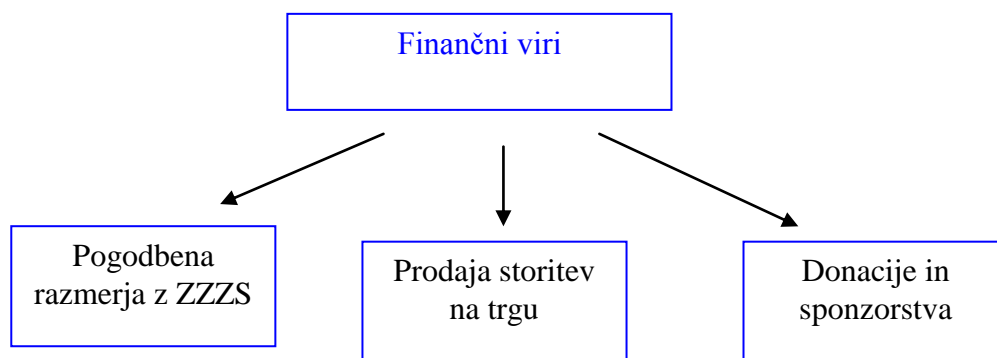 Finančni viri
Pogodbena
razmerja z ZZZS
Prodaja storitev
na trgu
Donacije in
sponzorstva